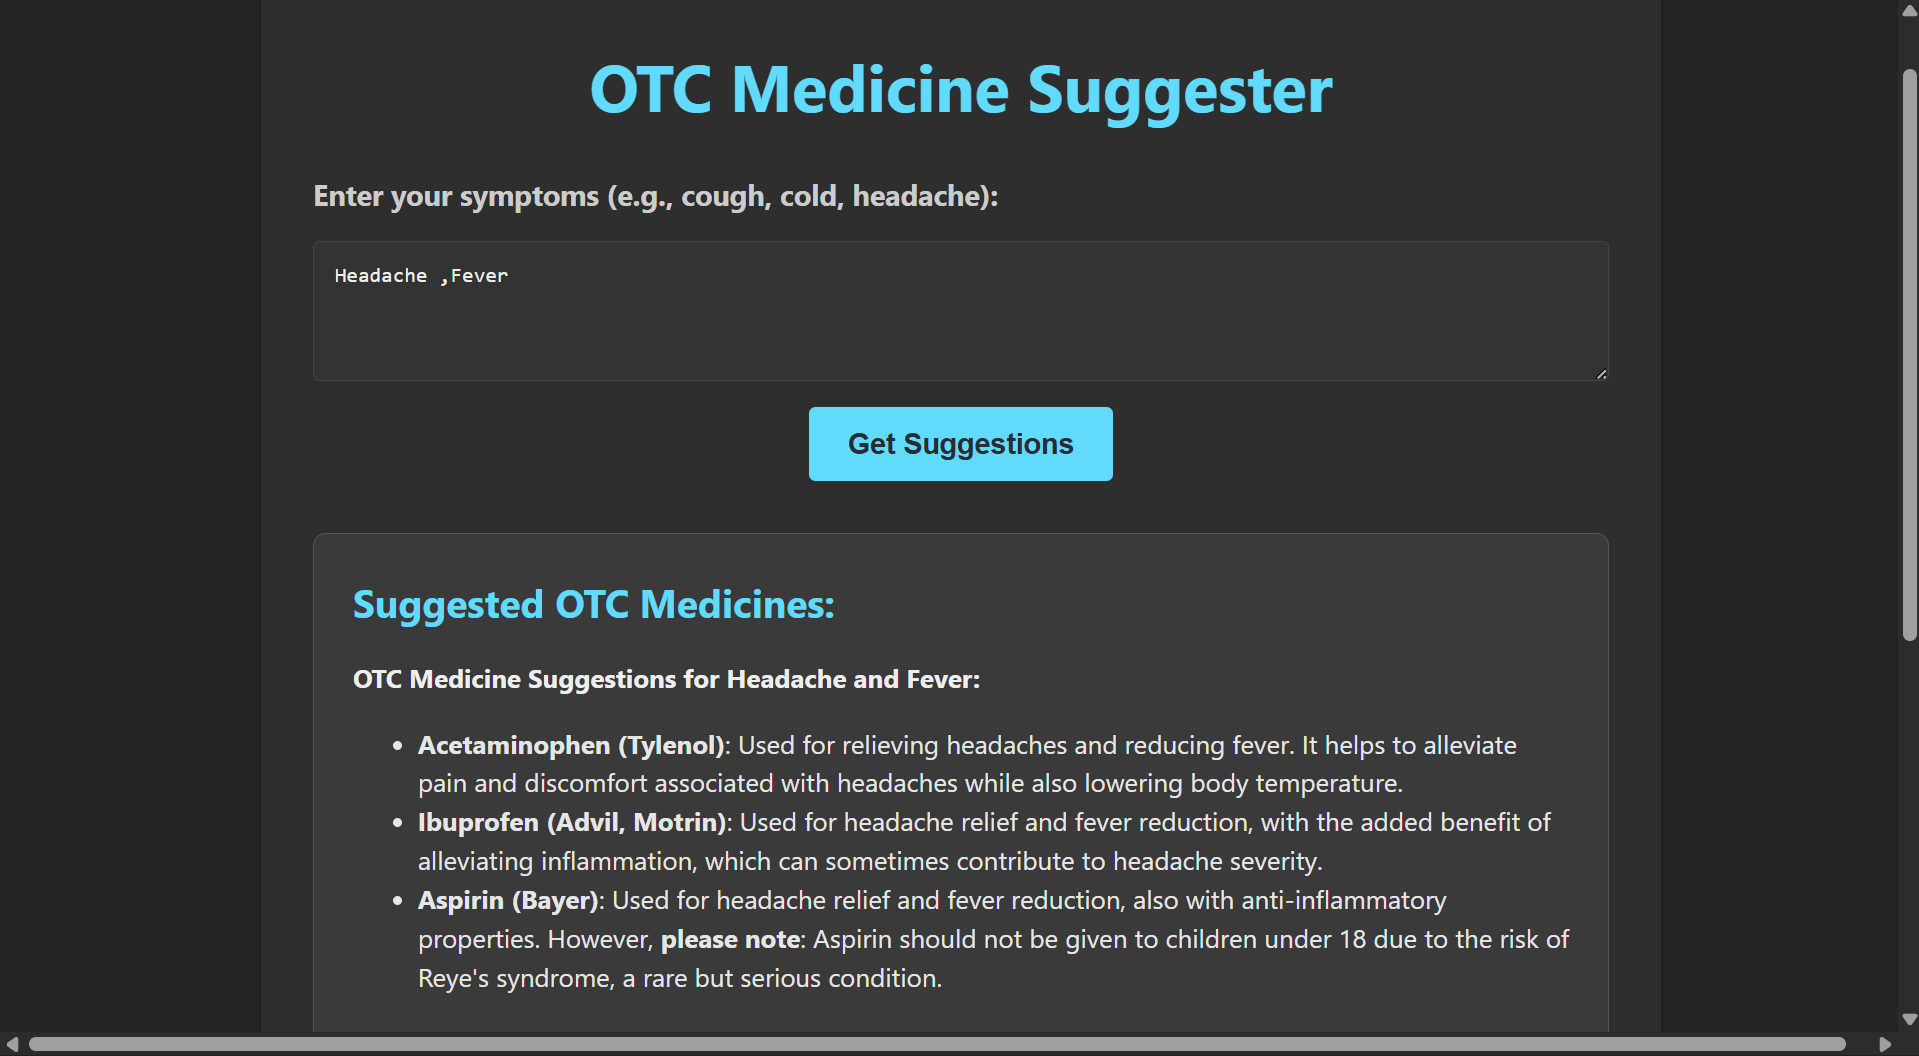 OTC Medicine Suggester
Enter your symptoms (e.g., cough, cold, headache):
Headache ,Fever
Get Suggestions
Suggested OTC Medicines:
OTC Medicine Suggestions for Headache and Fever:
• Acetaminophen (Tylenol): Used for relieving headaches and reducing fever. It helps to alleviate
pain and discomfort associated with headaches while also lowering body temperature.
• Ibuprofen (Advil, Motrin): Used for headache relief and fever reduction, with the added benefit of
alleviating inflammation, which can sometimes contribute to headache severity.
• Aspirin (Bayer): Used for headache relief and fever reduction, also with anti-inflammatory
properties. However, please note: Aspirin should not be given to children under 18 due to the risk of
Reye's syndrome, a rare but serious condition.